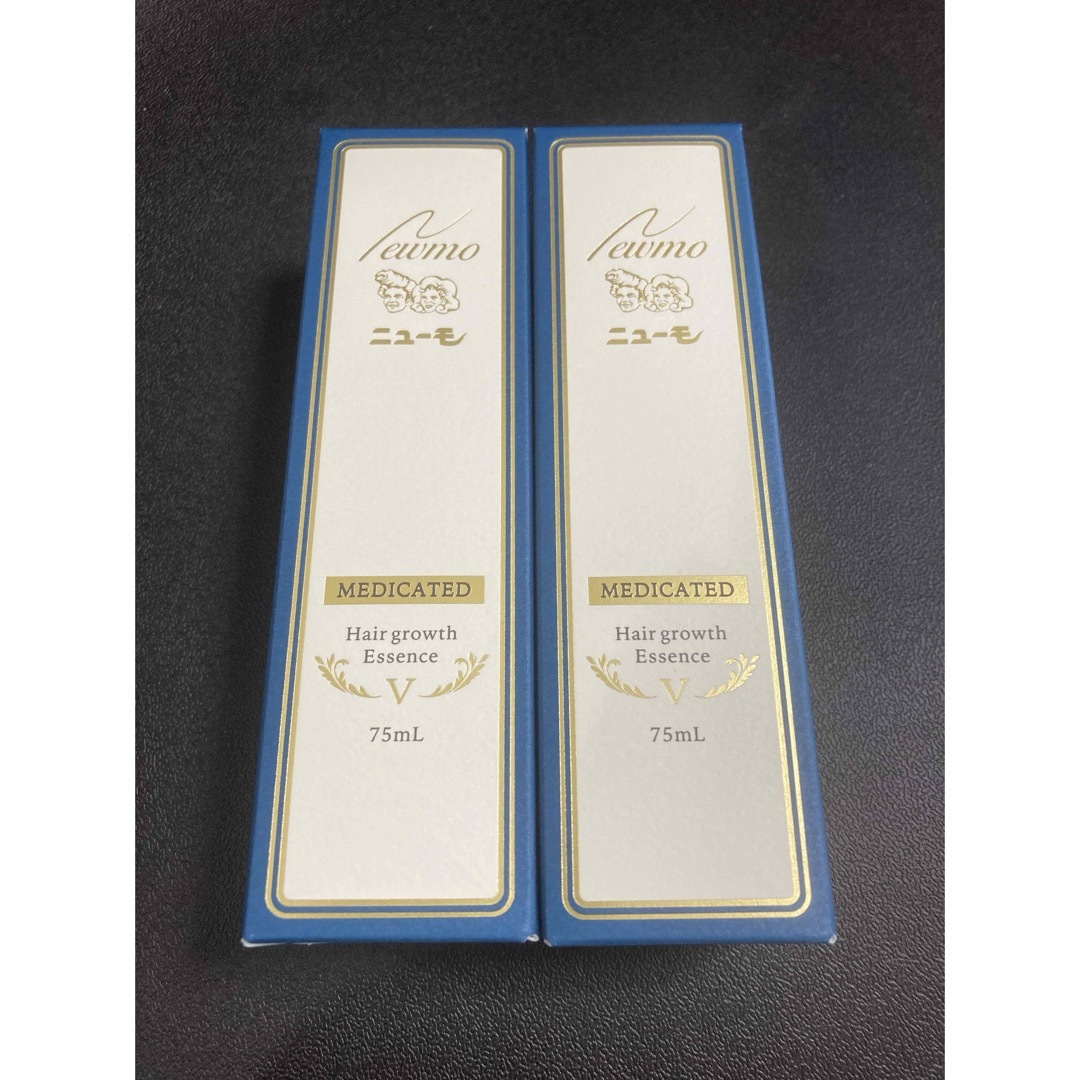 Newmo
ニューモ
MEDICATED
Hair growth
Essence
V
75mL
Newmo
ニューモ
MEDICATED
Hair growth
Essence
V
75mL